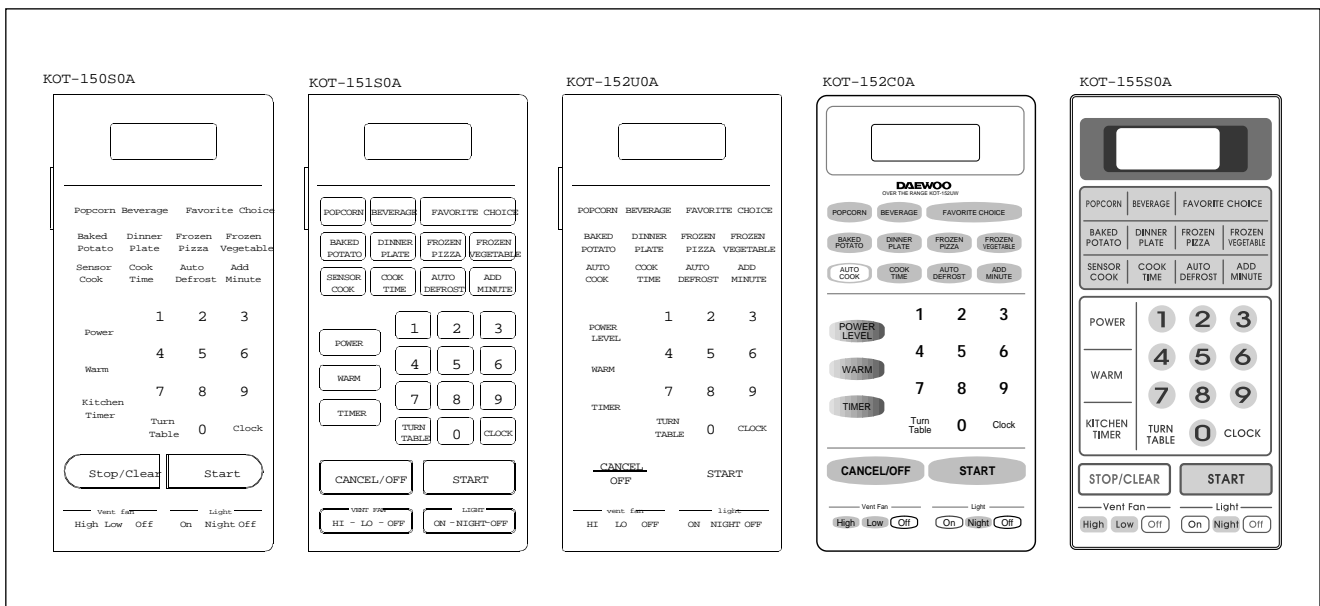 KOT-150S0A
Popcorn Beverage Favorite Choice
Baked Dinner Frozen Frozen
Potato Plate Pizza Vegetable
Sensor Cook Auto Add
Cook Time Defrost Minute
1 2 3
Power
4 5 6
Warm
7 8 9
Kitchen
Timer
Turn
Table 0 Clock
Stop/Clear Start
Vent fan Light
High Low Off On Night Off
KOT-151S0A
POPCORN BEVERAGE FAVORITE CHOICE
BAKED DINNER FROZEN FROZEN
POTATO PLATE PIZZA VEGETABLE
SENSOR COOK AUTO ADD
COOK TIME DEFROST MINUTE
1 2 3
POWER
4 5 6
WARM
7 8 9
TIMER
TURN
TABLE 0 CLOCK
CANCEL/OFF START
VENT FAN LIGHT
HI - LO - OFF ON -NIGHT-OFF
KOT-152U0A
POPCORN BEVERAGE FAVORITE CHOICE
BAKED DINNER FROZEN FROZEN
POTATO PLATE PIZZA VEGETABLE
AUTO COOK AUTO ADD
COOK TIME DEFROST MINUTE
1 2 3
POWER
LEVEL
4 5 6
WARM
7 8 9
TIMER
TURN
TABLE 0 CLOCK
CANCEL
OFF
START
vent fan light
HI LO OFF ON NIGHT OFF
KOT-152C0A
DAEWOO
OVER THE RANGE KOT-152UW
POPCORN BEVERAGE FAVORITE CHOICE
BAKED DINNER FROZEN FROZEN
POTATO PLATE PIZZA VEGETABLE
AUTO COOK AUTO ADD
COOK TIME DEFROST MINUTE
1 2 3
POWER
LEVEL
4 5 6
WARM
7 8 9
TIMER
Turn
Table 0 Clock
CANCEL/OFF START
Vent Fan Light
High Low Off On Night Off
KOT-155S0A
POPCORN BEVERAGE FAVORITE CHOICE
BAKED DINNER FROZEN FROZEN
POTATO PLATE PIZZA VEGETABLE
SENSOR COOK AUTO ADD
COOK TIME DEFROST MINUTE
POWER 1 2 3
4 5 6
WARM
7 8 9
KITCHEN TURN
TIMER TABLE 0 CLOCK
STOP/CLEAR START
Vent Fan Light
High Low Off On Night Off